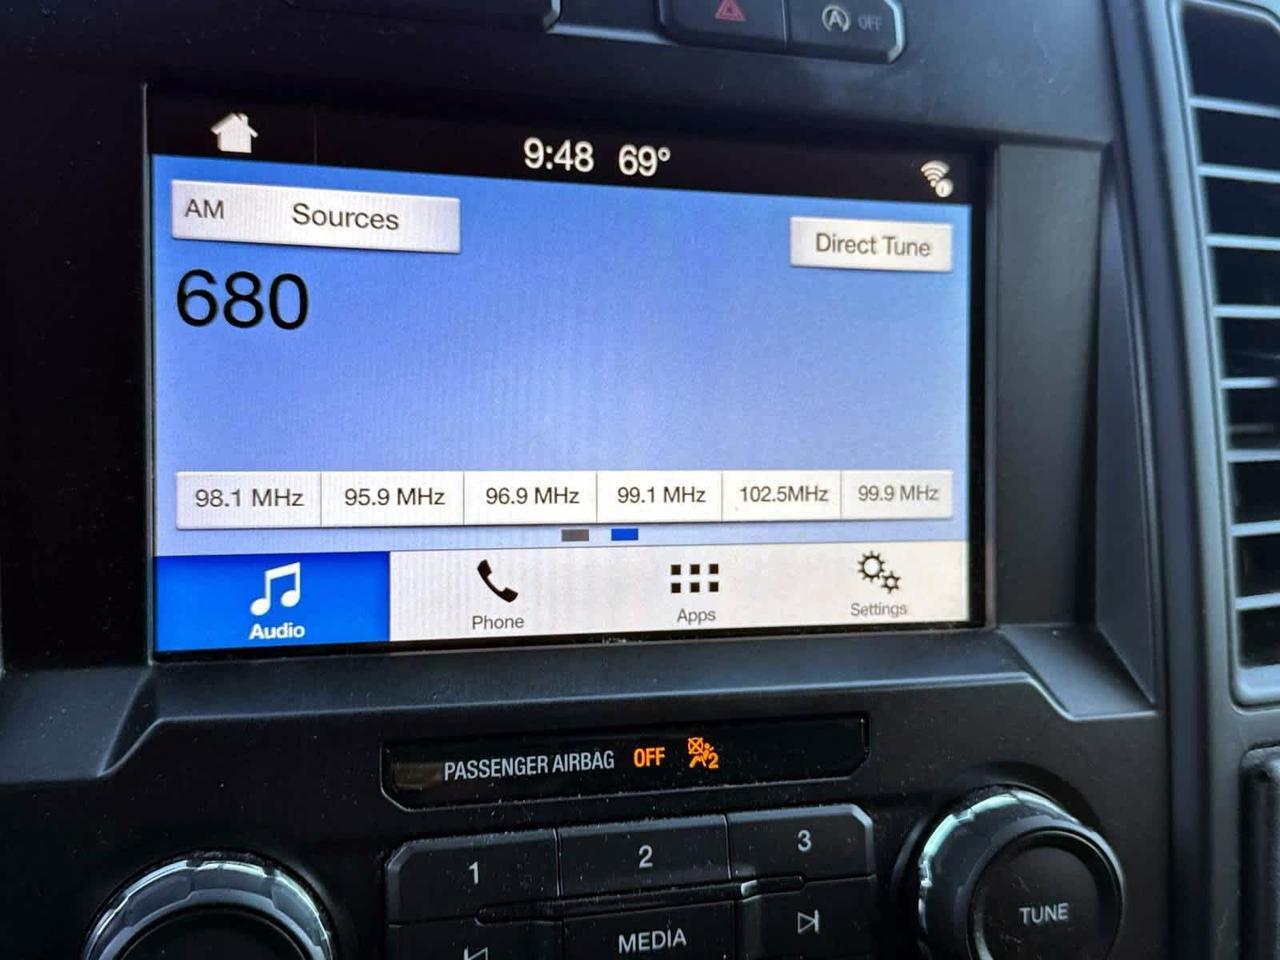 OFF
9:48 69°
AM Sources
Direct Tune
680
98.1 MHz 95.9 MHz 96.9 MHz 99.1 MHz 102.5MHz 99.9 MHz
Audio Phone Apps Settings
PASSENGER AIRBAG OFF 2
1 2 3
MEDIA
TUNE